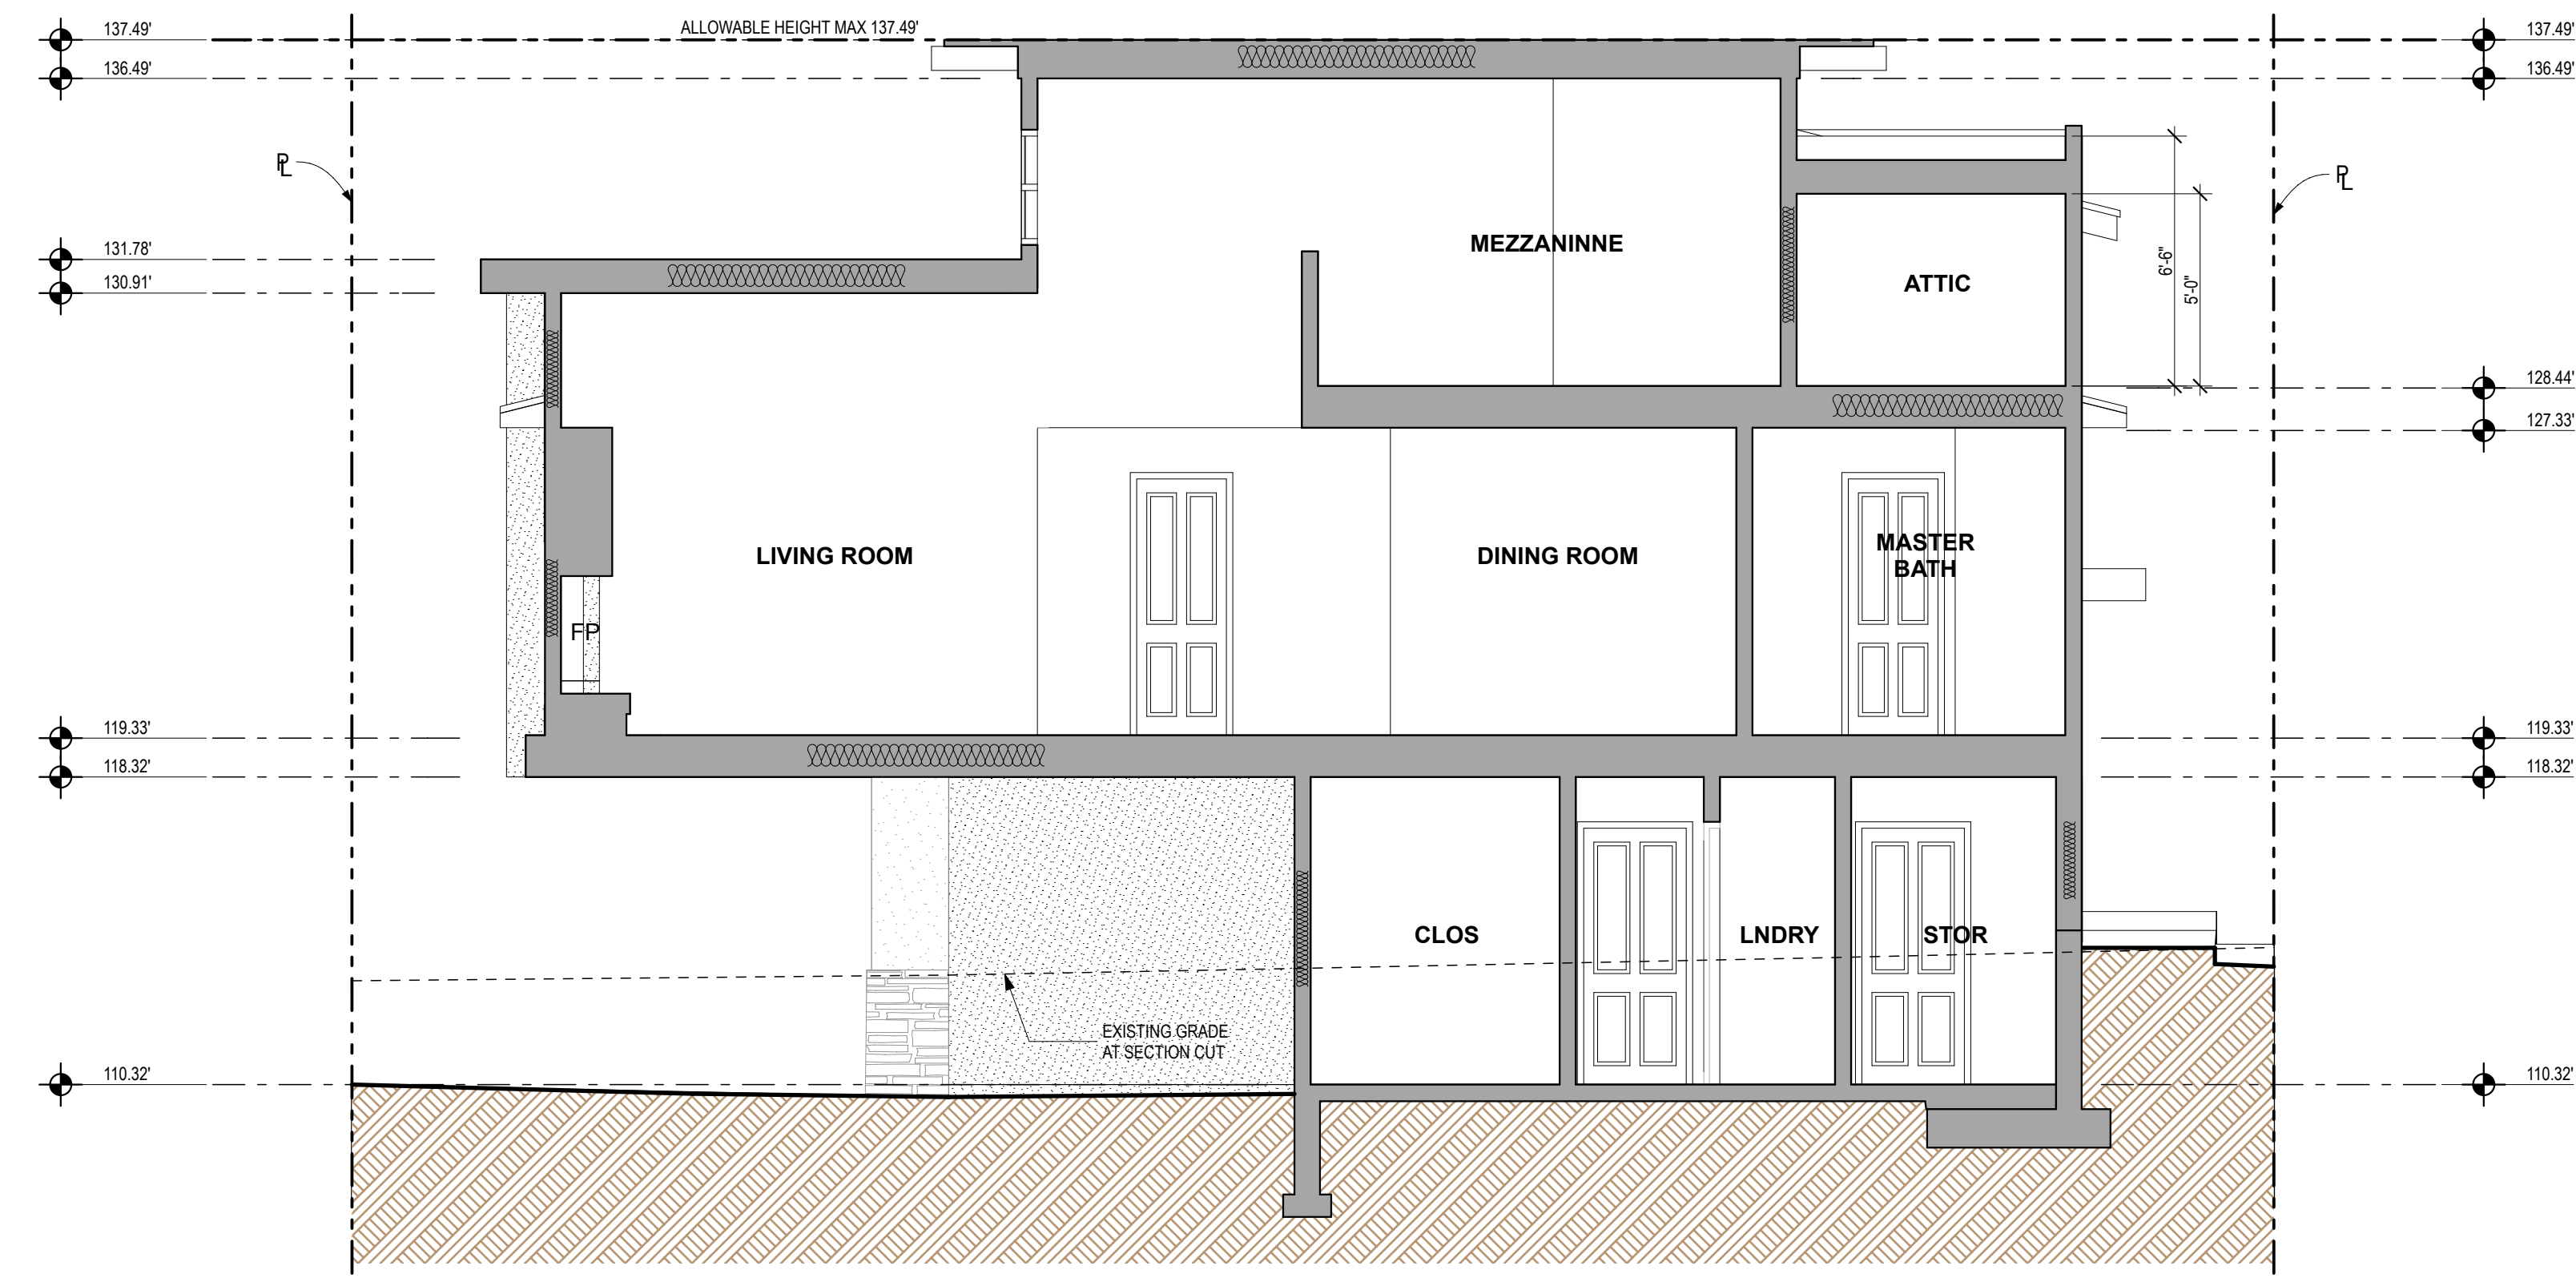 ALLOWABLE HEIGHT MAX 137.49'
137.49'
137.49'
136.49'
136.49'
PL
PL
131.78'
130.91'
MEZZANINNE
ATTIC
6'-6"
5'-0"
128.44'
127.33'
LIVING ROOM
DINING ROOM
MASTER
BATH
FP
119.33'
119.33'
118.32'
118.32'
CLOS
LNDRY
STOR
EXISTING GRADE
AT SECTION CUT
110.32'
110.32'